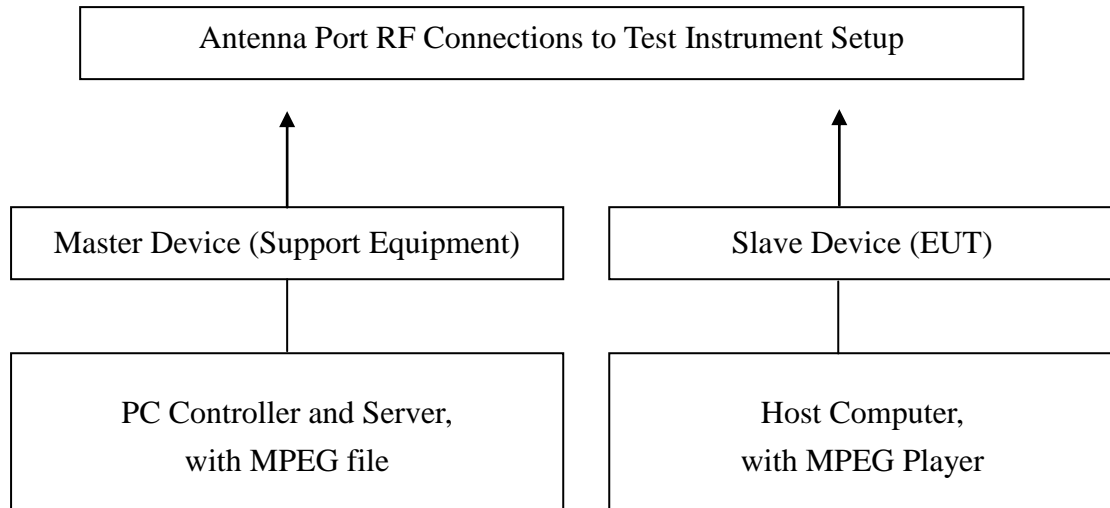 Antenna Port RF Connections to Test Instrument Setup
Master Device (Support Equipment)
Slave Device (EUT)
PC Controller and Server,
with MPEG file
Host Computer,
with MPEG Player